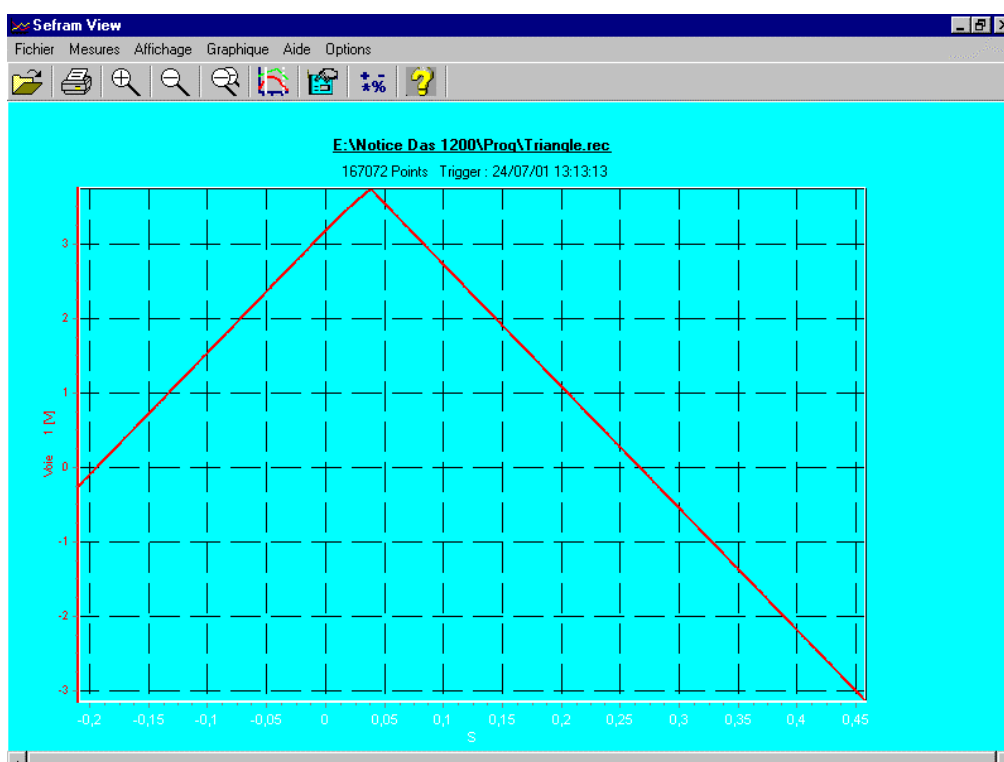 Sefram View
Fichier Mesures Affichage Graphique Aide Options
E:\Notice Das 1200\Prog\Triangle.rec
167072 Points Trigger : 24/07/01 13:13:13
3
2
1
0
-1
-2
-3
Voie 1 [V]
-0,2 -0,15 -0,1 -0,05 0 0,05 0,1 0,15 0,2 0,25 0,3 0,35 0,4 0,45
S